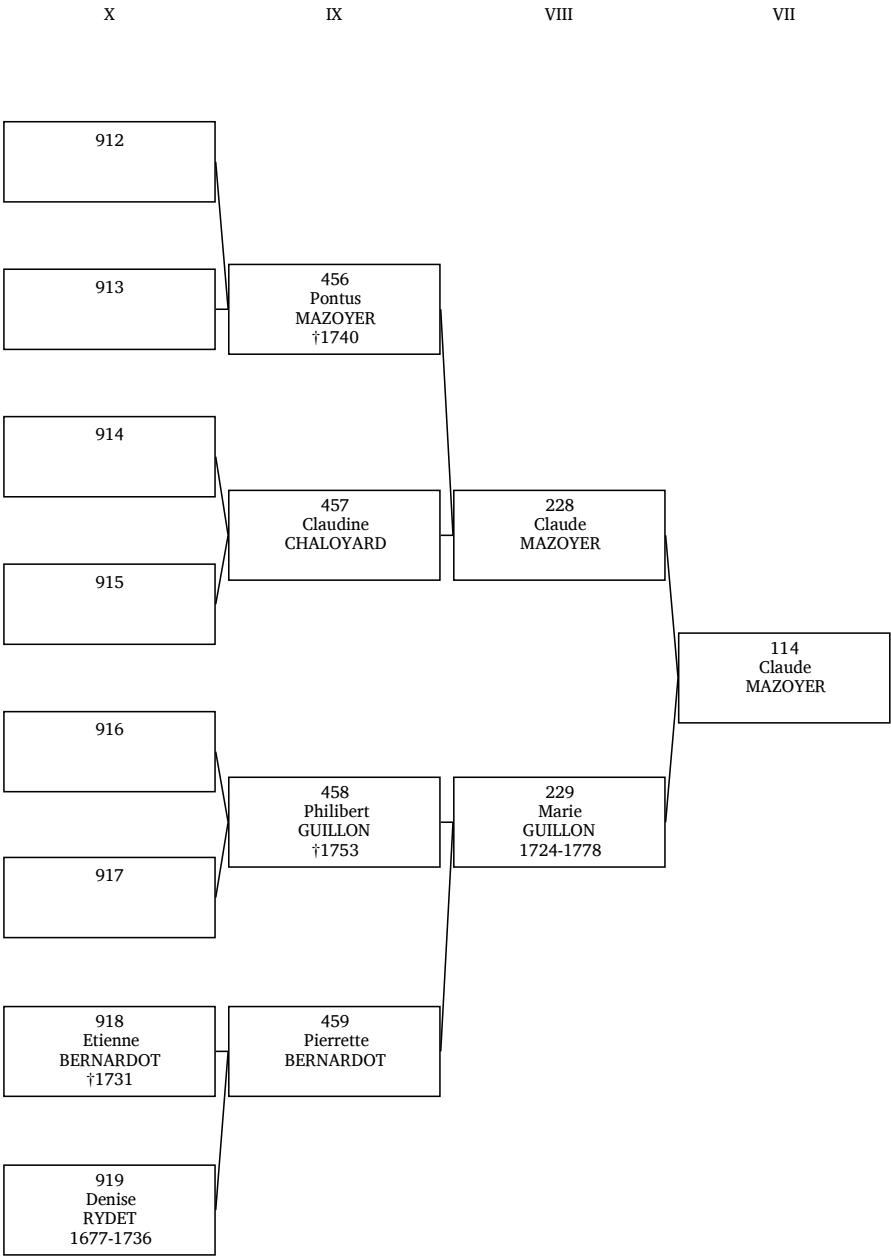 X IX VIII VII
912
913
456
Pontus
MAZOYER
†1740
914
457
Claudine
CHALOYARD
228
Claude
MAZOYER
915
114
Claude
MAZOYER
916
458
Philibert
GUILLON
†1753
229
Marie
GUILLON
1724-1778
917
918
Etienne
BERNARDOT
†1731
459
Pierrette
BERNARDOT
919
Denise
RYDET
1677-1736